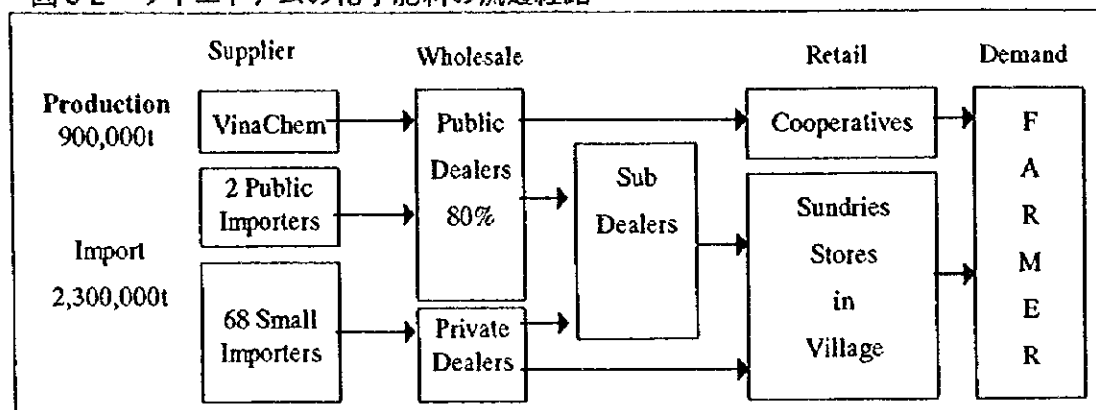 Supplier
Wholesale
Retail
Demand
Production
900,000t
Import
2,300,000t
VinaChem
2 Public
Importers
68 Small
Importers
Public
Dealers
80%
Private
Dealers
Sub
Dealers
Cooperatives
Sundries
Stores
in
Village
F
A
R
M
E
R